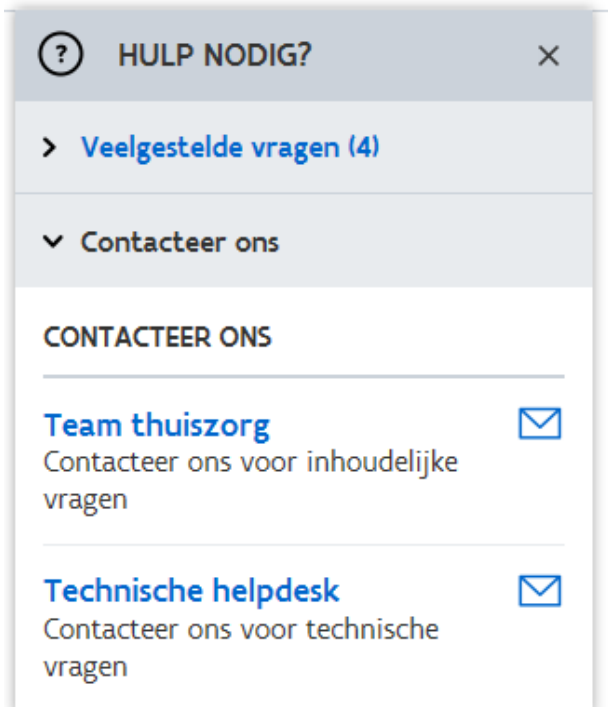 HULP NODIG?
Veelgestelde vragen (4)
Contacteer ons
CONTACTEER ONS
Team thuiszorg
Contacteer ons voor inhoudelijke
vragen
Technische helpdesk
Contacteer ons voor technische
vragen